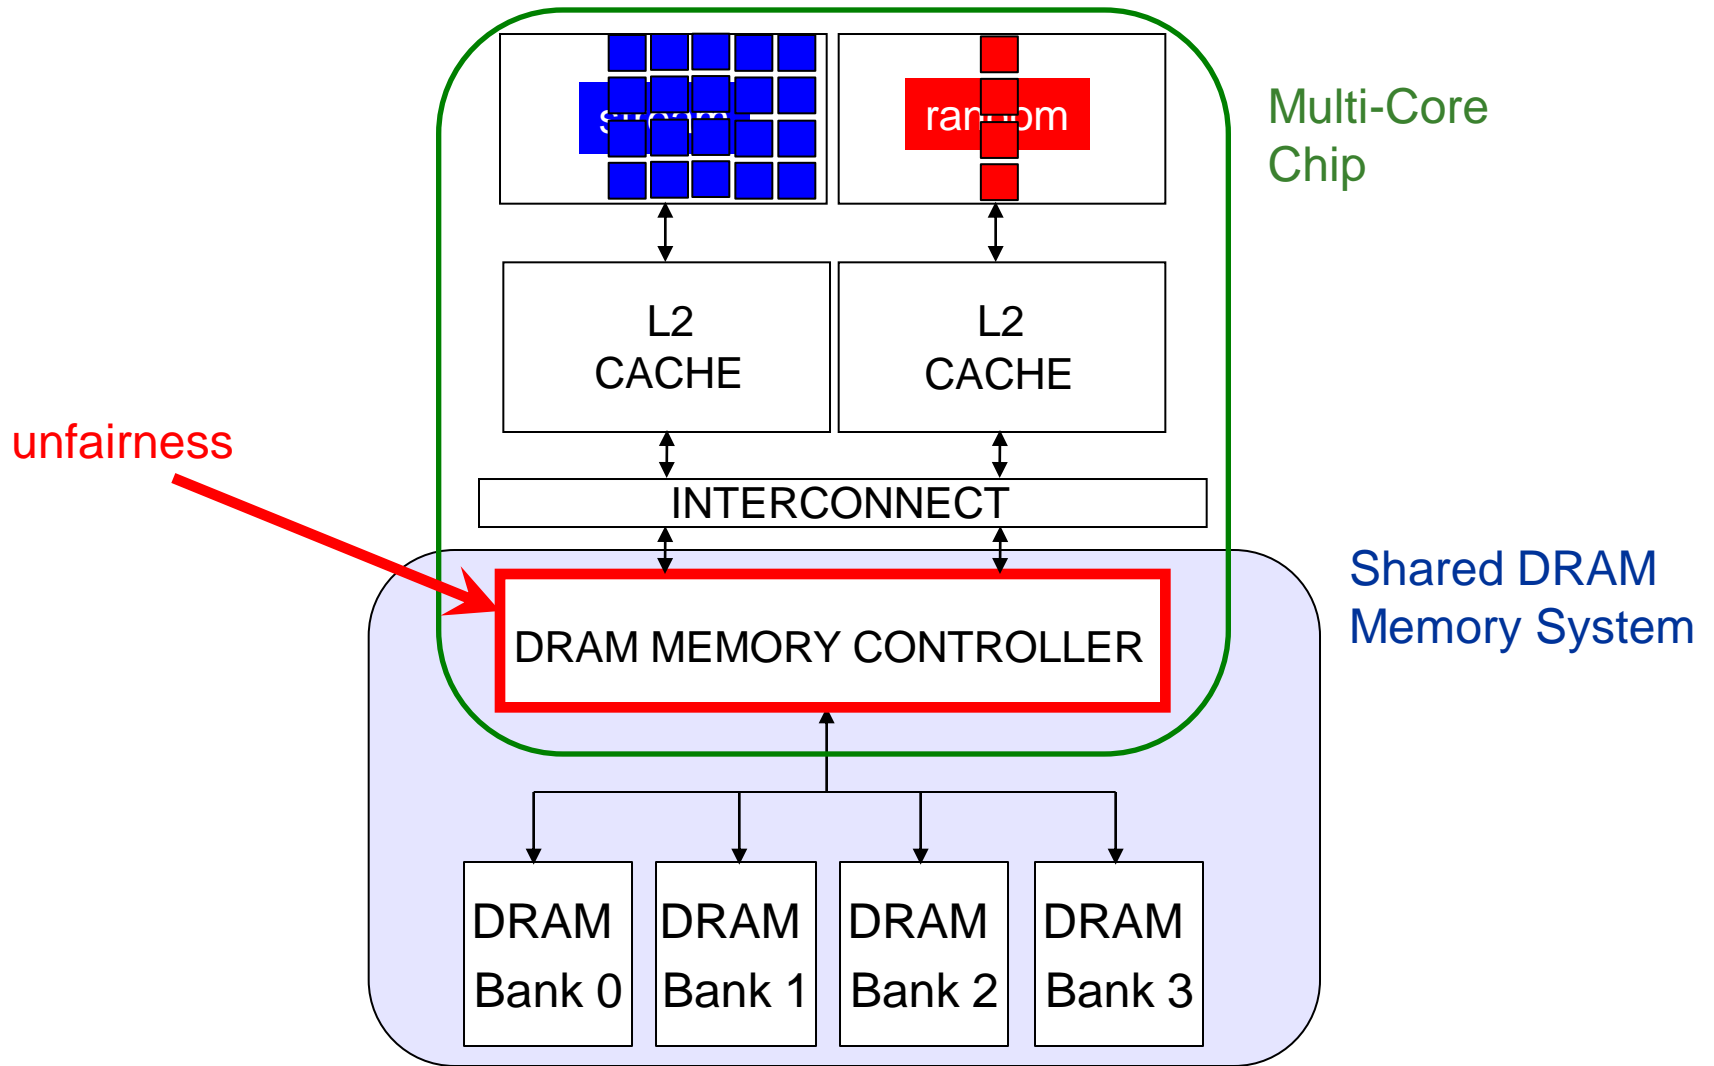 random
Multi-Core
Chip
L2
CACHE
L2
CACHE
unfairness
INTERCONNECT
Shared DRAM
Memory System
DRAM MEMORY CONTROLLER
DRAM
Bank 0
DRAM
Bank 1
DRAM
Bank 2
DRAM
Bank 3